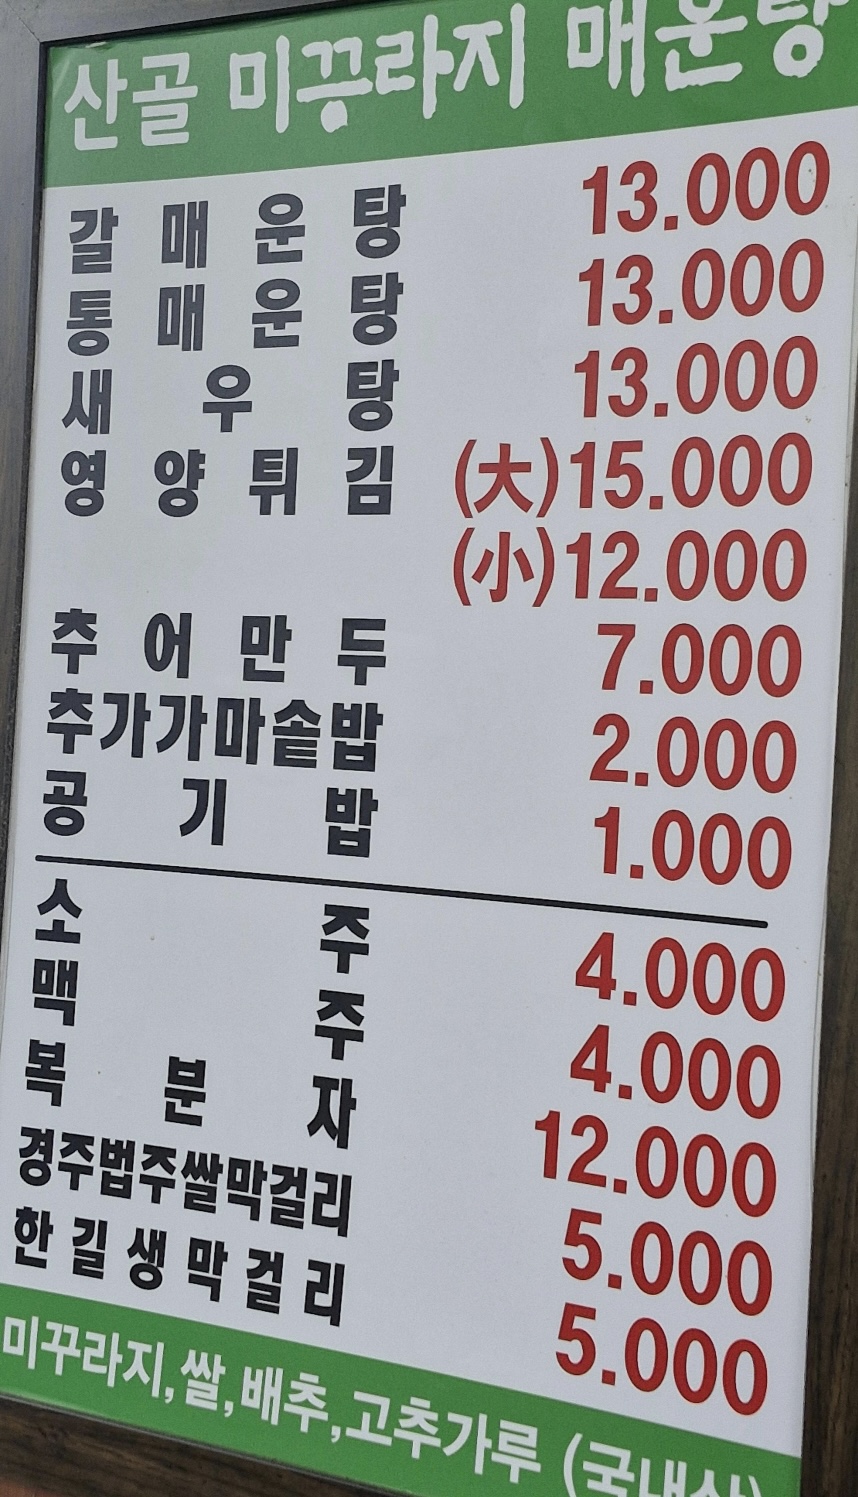 산골 미꾸라지 매운탕
갈매운탕 13.000
통매운탕 13.000
새우탕 13.000
영양튀김 (大)15.000
(小)12.000
추어만두 7.000
추가가마솥밥 2.000
공기밥 1.000
소주 4.000
맥주 4.000
복분자 12.000
경주법주쌀막걸리 5.000
한길생막걸리 5.000
미꾸라지,쌀,배추,고추가루 (국내산)